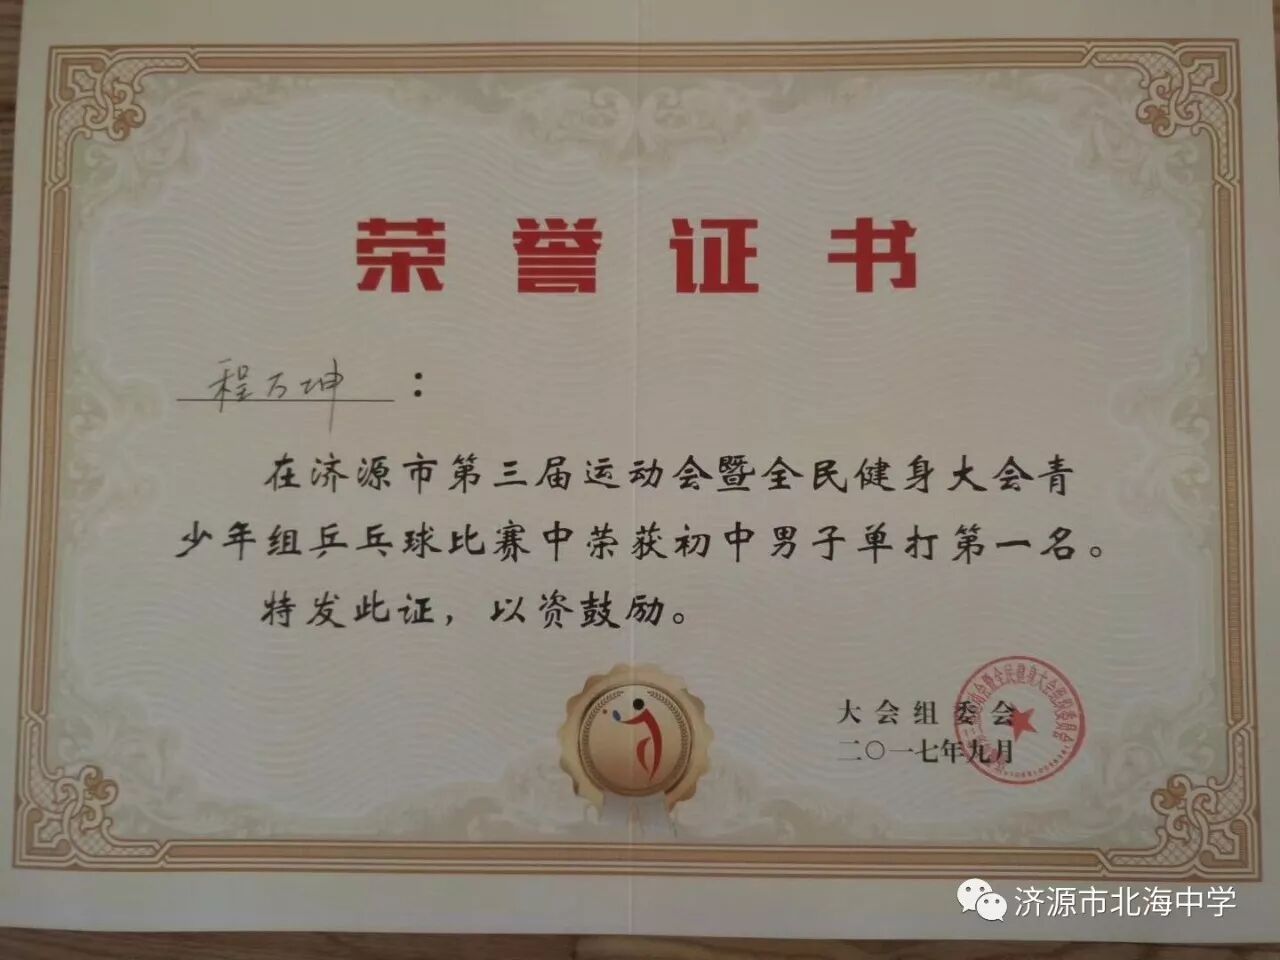 荣誉证书
程万坤：
在济源市第三届运动会暨全民健身大会青
少年组乒乓球比赛中荣获初中男子单打第一名。
特发此证，以资鼓励。
大会组委会
二〇一七年九月
济源市北海中学